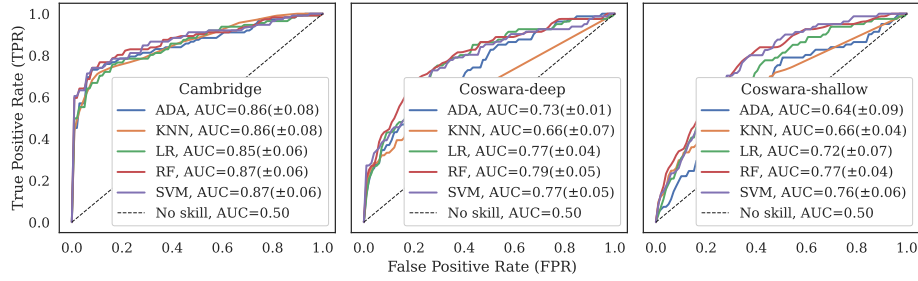 True Positive Rate (TPR)
1.0
0.8
0.6
0.4
0.2
0.0
Cambridge
ADA, AUC=0.86(±0.08)
KNN, AUC=0.86(±0.08)
LR, AUC=0.85(±0.06)
RF, AUC=0.87(±0.06)
SVM, AUC=0.87(±0.06)
No skill, AUC=0.50
0.0 0.2 0.4 0.6 0.8 1.0
Coswara-deep
ADA, AUC=0.73(±0.01)
KNN, AUC=0.66(±0.07)
LR, AUC=0.77(±0.04)
RF, AUC=0.79(±0.05)
SVM, AUC=0.77(±0.05)
No skill, AUC=0.50
0.0 0.2 0.4 0.6 0.8 1.0
Coswara-shallow
ADA, AUC=0.64(±0.09)
KNN, AUC=0.66(±0.04)
LR, AUC=0.72(±0.07)
RF, AUC=0.77(±0.04)
SVM, AUC=0.76(±0.06)
No skill, AUC=0.50
0.0 0.2 0.4 0.6 0.8 1.0
False Positive Rate (FPR)